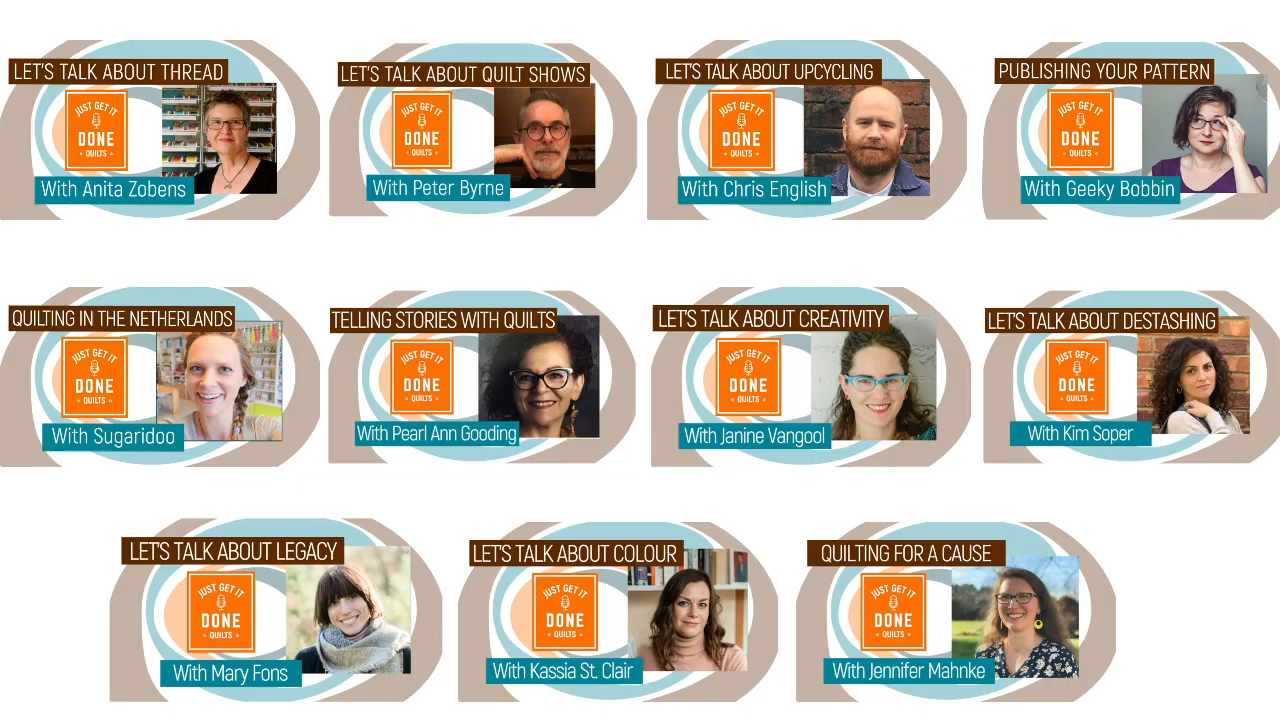 LET'S TALK ABOUT THREAD
JUST GET IT
DONE
QUILTS
With Anita Zobens
LET'S TALK ABOUT QUILT SHOWS
JUST GET IT
DONE
QUILTS
With Peter Byrne
LET'S TALK ABOUT UPCYCLING
JUST GET IT
DONE
QUILTS
With Chris English
PUBLISHING YOUR PATTERN
JUST GET IT
DONE
QUILTS
With Geeky Bobbin
QUILTING IN THE NETHERLANDS
JUST GET IT
DONE
QUILTS
With Sugaridoo
TELLING STORIES WITH QUILTS
JUST GET IT
DONE
QUILTS
With Pearl Ann Gooding
LET'S TALK ABOUT CREATIVITY
JUST GET IT
DONE
QUILTS
With Janine Vangool
LET'S TALK ABOUT DESTASHING
JUST GET IT
DONE
QUILTS
With Kim Soper
LET'S TALK ABOUT LEGACY
JUST GET IT
DONE
QUILTS
With Mary Fons
LET'S TALK ABOUT COLOUR
JUST GET IT
DONE
QUILTS
With Kassia St. Clair
QUILTING FOR A CAUSE
JUST GET IT
DONE
QUILTS
With Jennifer Mahnke